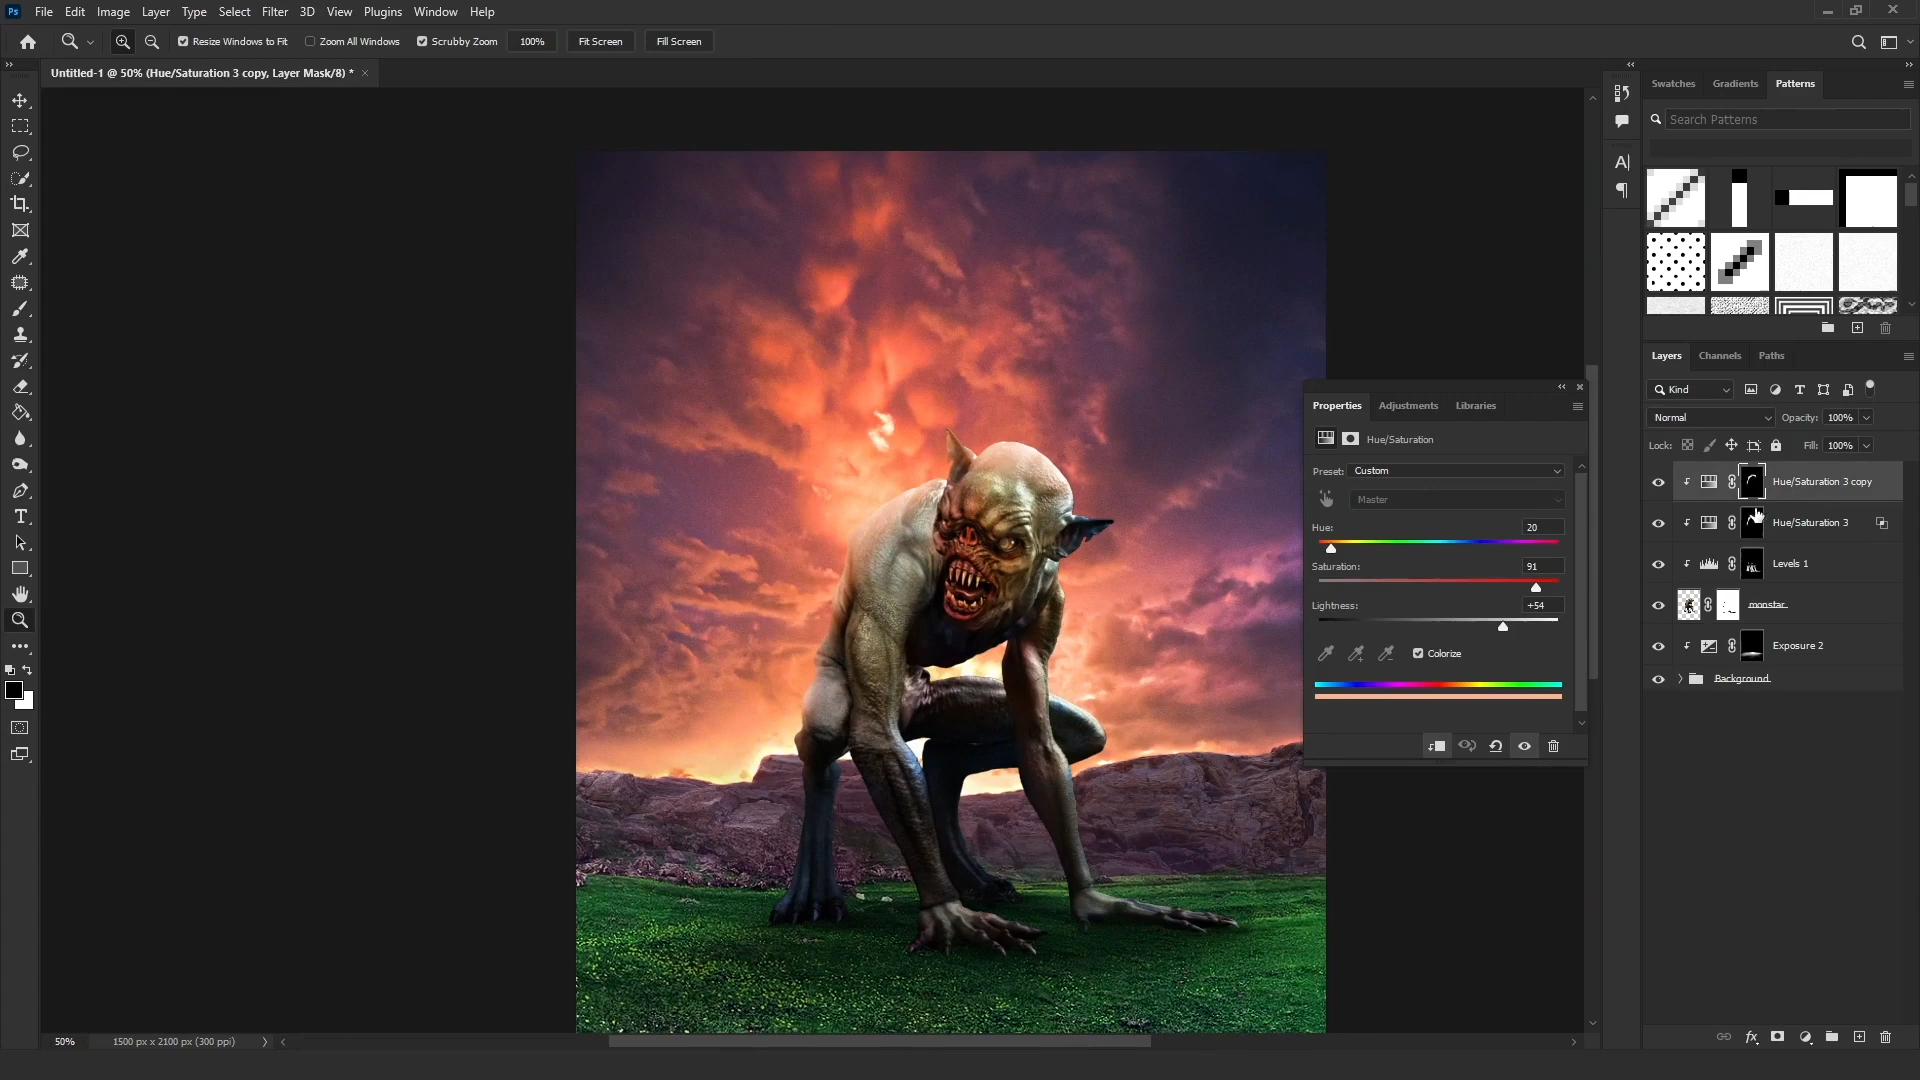 Ps File Edit Image Layer Type Select Filter 3D View Plugins Window Help
Resize Windows to Fit Zoom All Windows Scrubby Zoom 100% Fit Screen Fill Screen
Untitled-1 @ 50% (Hue/Saturation 3 copy, Layer Mask/8) *
Swatches Gradients Patterns
Search Patterns
Layers Channels Paths
Kind
Normal Opacity: 100%
Lock: Fill: 100%
Hue/Saturation 3 copy
Hue/Saturation 3
Levels 1
monstar
Exposure 2
Background
Properties Adjustments Libraries
Hue/Saturation
Preset: Custom
Master
Hue: 20
Saturation: 91
Lightness: +54
Colorize
50% 1500 px x 2100 px (300 ppi)